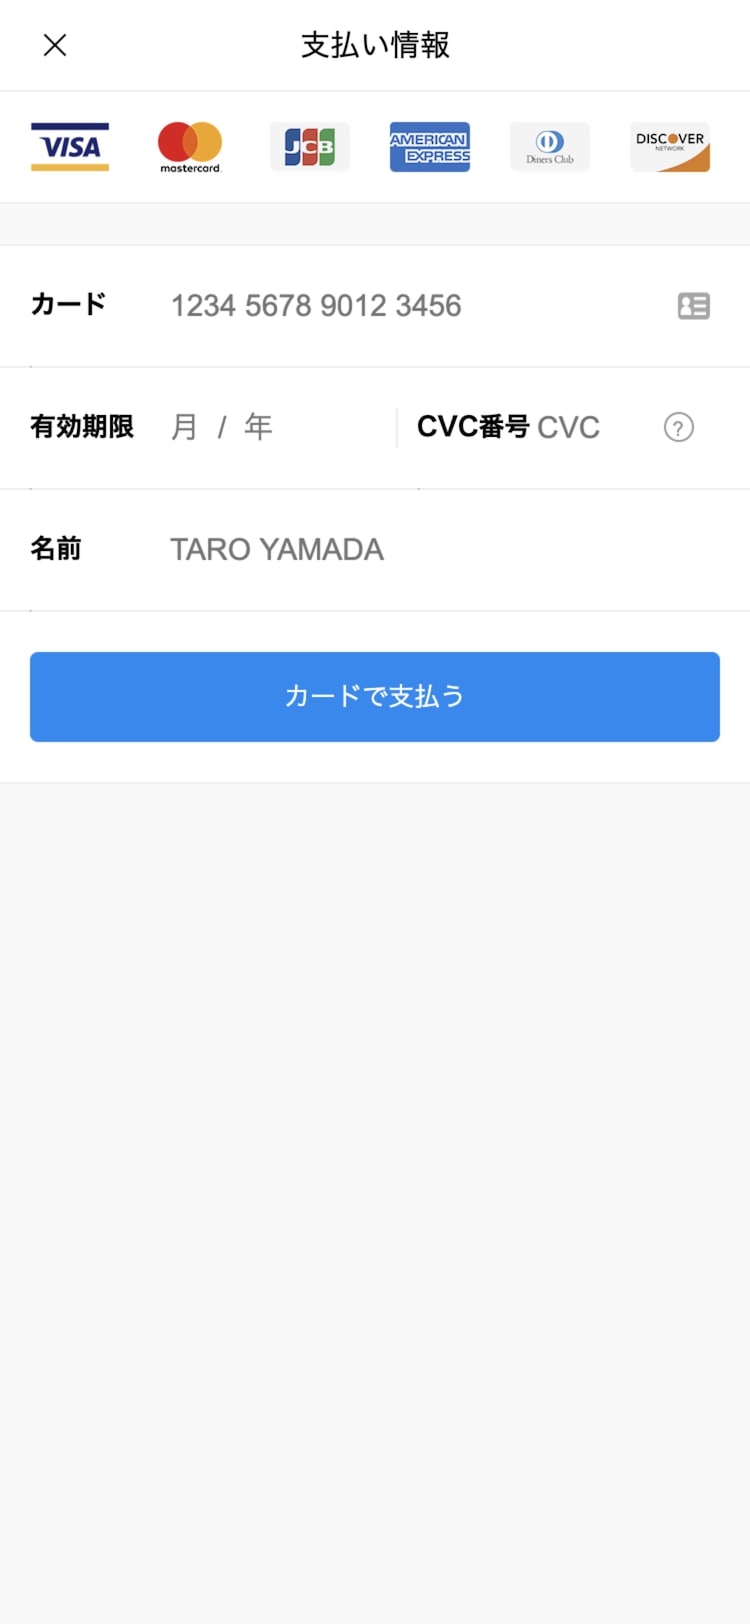 支払い情報
VISA
mastercard
JCB
AMERICAN
EXPRESS
Diners Club
DISCOVER
NETWORK
カード 1234 5678 9012 3456
有効期限 月 / 年 CVC番号 CVC ?
名前 TARO YAMADA
カードで支払う